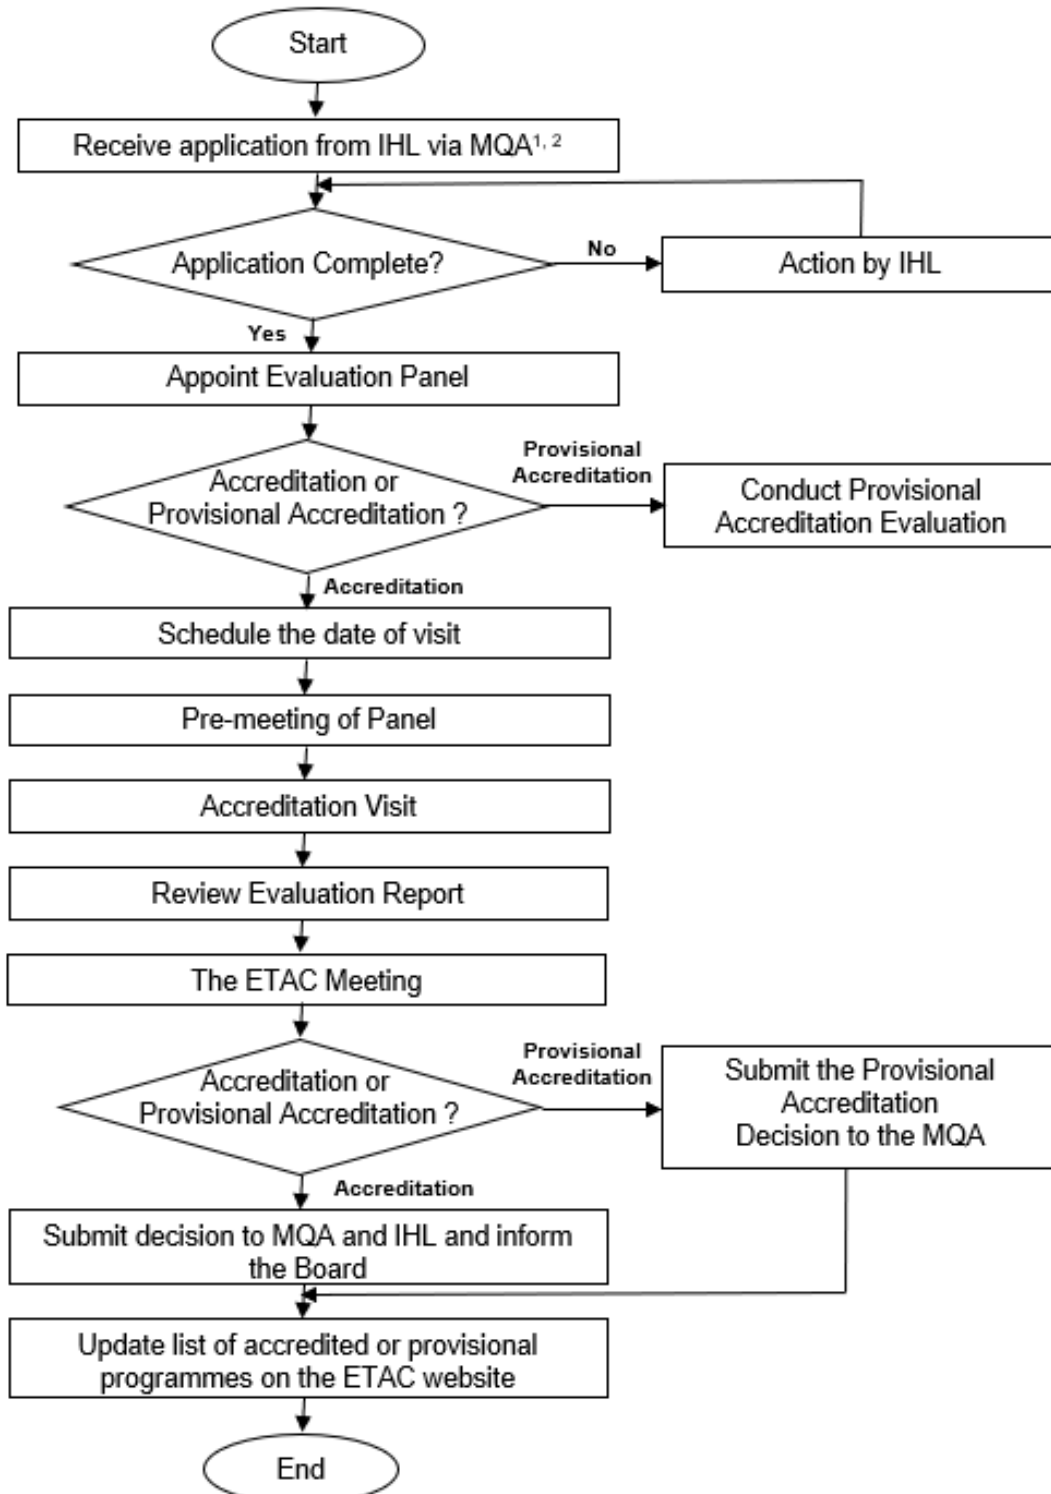 Start
Receive application from IHL via MQA¹, ²
Application Complete?
No
Action by IHL
Yes
Appoint Evaluation Panel
Accreditation or
Provisional Accreditation ?
Provisional
Accreditation
Conduct Provisional
Accreditation Evaluation
Accreditation
Schedule the date of visit
Pre-meeting of Panel
Accreditation Visit
Review Evaluation Report
The ETAC Meeting
Accreditation or
Provisional Accreditation ?
Provisional
Accreditation
Submit the Provisional
Accreditation
Decision to the MQA
Accreditation
Submit decision to MQA and IHL and inform
the Board
Update list of accredited or provisional
programmes on the ETAC website
End